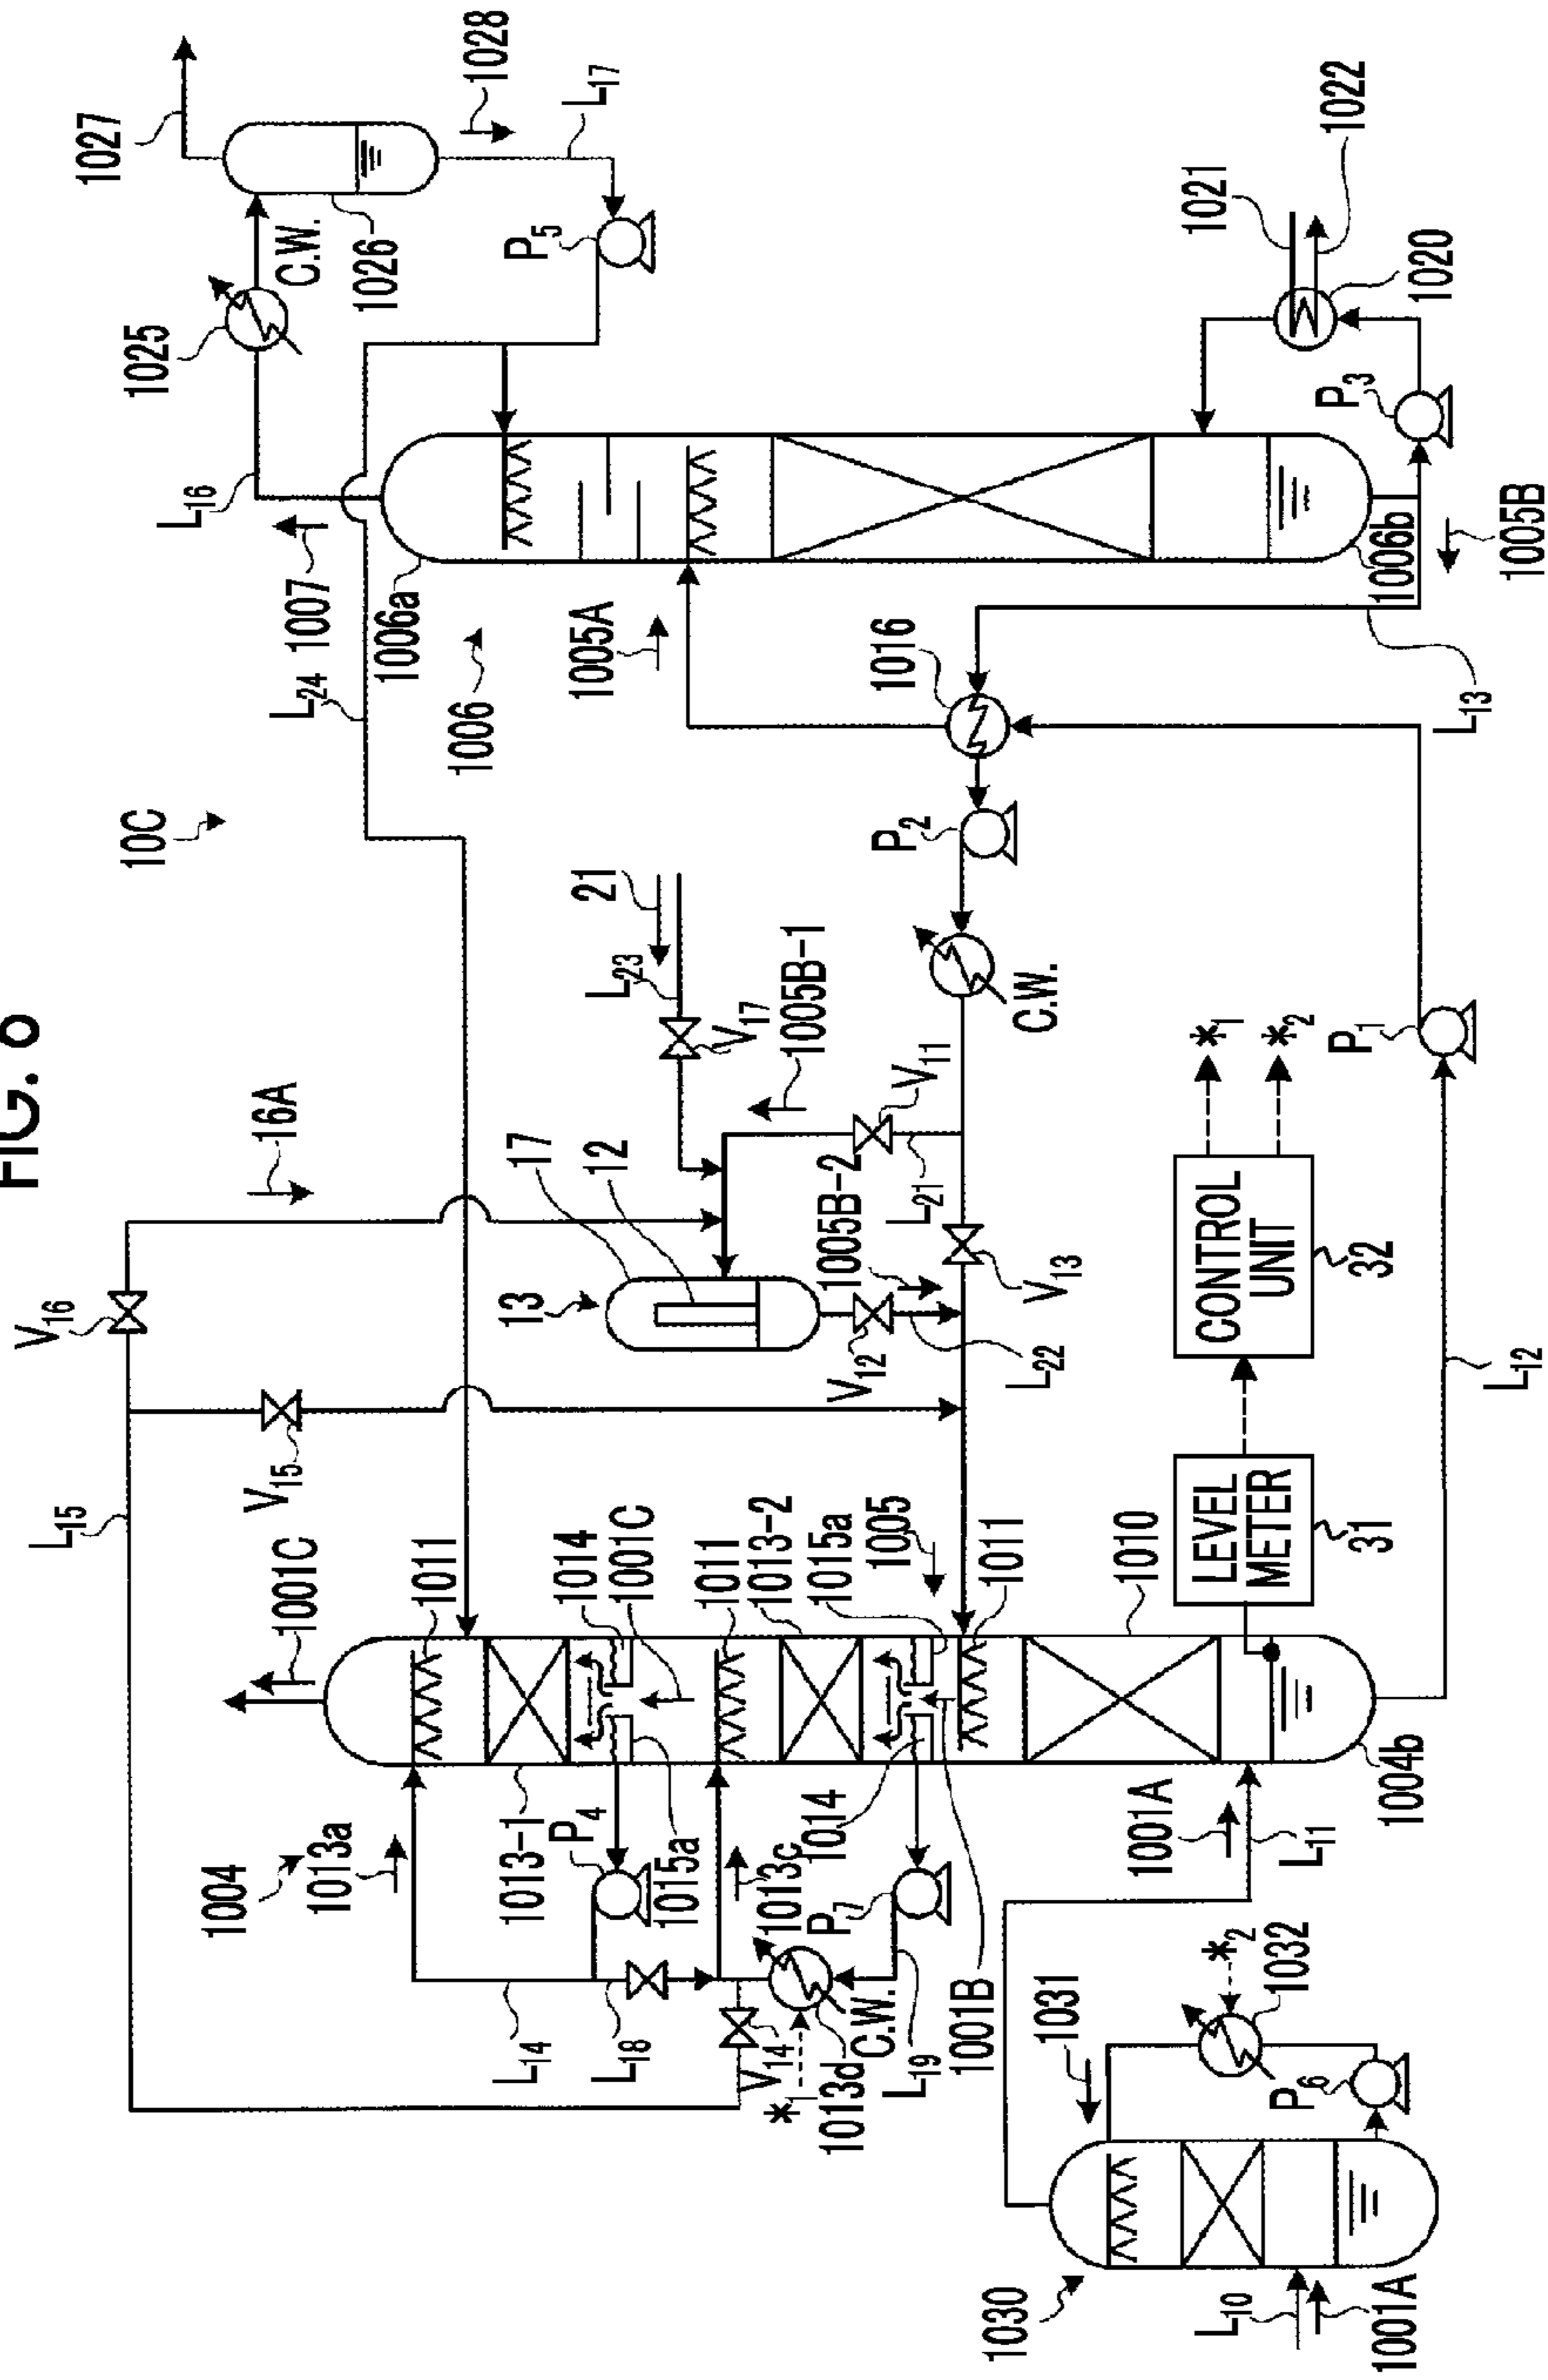 FIG.
10C
16A
V16
L15
V15
1001C
1004
1013a
1011
1013-1
1014
1001C
P4
1015a
1011
1013-2
1013c
1014
1015a
1005
P7
1011
L14
L18
V14
*1
1013d
C.W.
L19
1001B
1010
1001A
L11
1004b
1031
*2
1032
P6
1030
L10
1001A
LEVEL
METER
31
CONTROL
UNIT
32
*1
*2
L12
P1
17
12
13
V12
L22
1005B-2
L21
V13
V11
1005B-1
V17
L23
21
C.W.
P2
1016
1005A
1006
L24
1007
1006a
L16
1025
C.W.
1026
1027
1028
L17
P5
1021
1022
1020
P3
1006b
1005B
L13